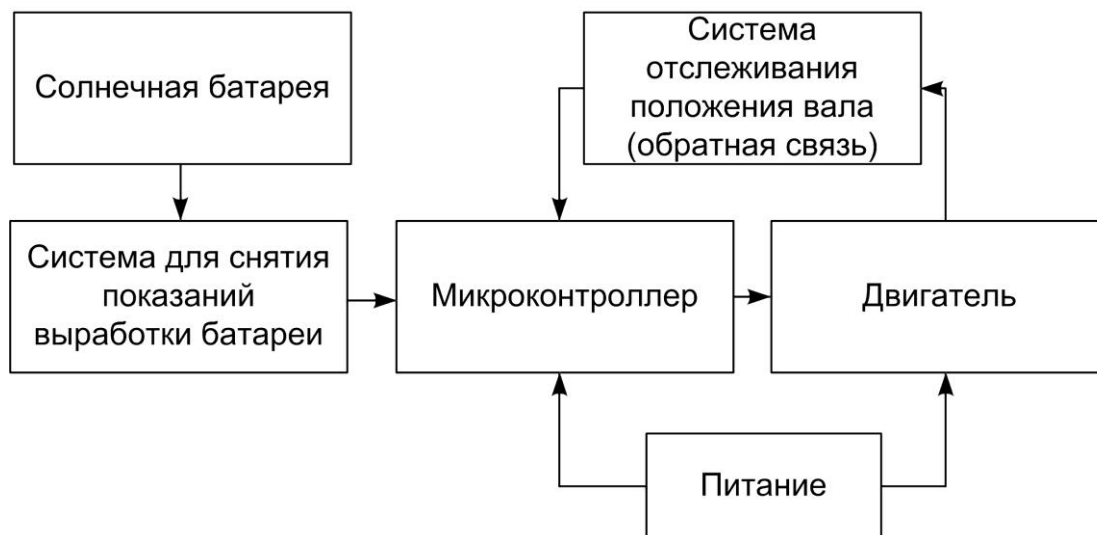 Солнечная батарея
Система
отслеживания
положения вала
(обратная связь)
Система для снятия
показаний
выработки батареи
Микроконтроллер
Двигатель
Питание